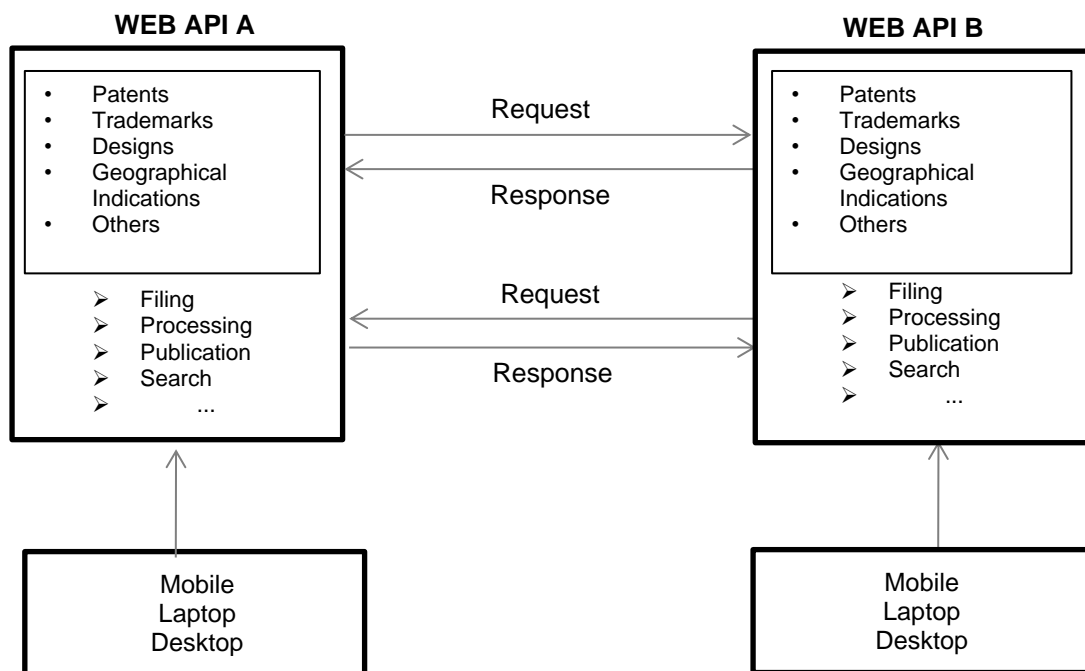 WEB API A
• Patents
• Trademarks
• Designs
• Geographical
Indications
• Others
➢ Filing
➢ Processing
➢ Publication
➢ Search
➢ ...
Request
Response
Request
Response
WEB API B
• Patents
• Trademarks
• Designs
• Geographical
Indications
• Others
➢ Filing
➢ Processing
➢ Publication
➢ Search
➢ ...
Mobile
Laptop
Desktop
Mobile
Laptop
Desktop